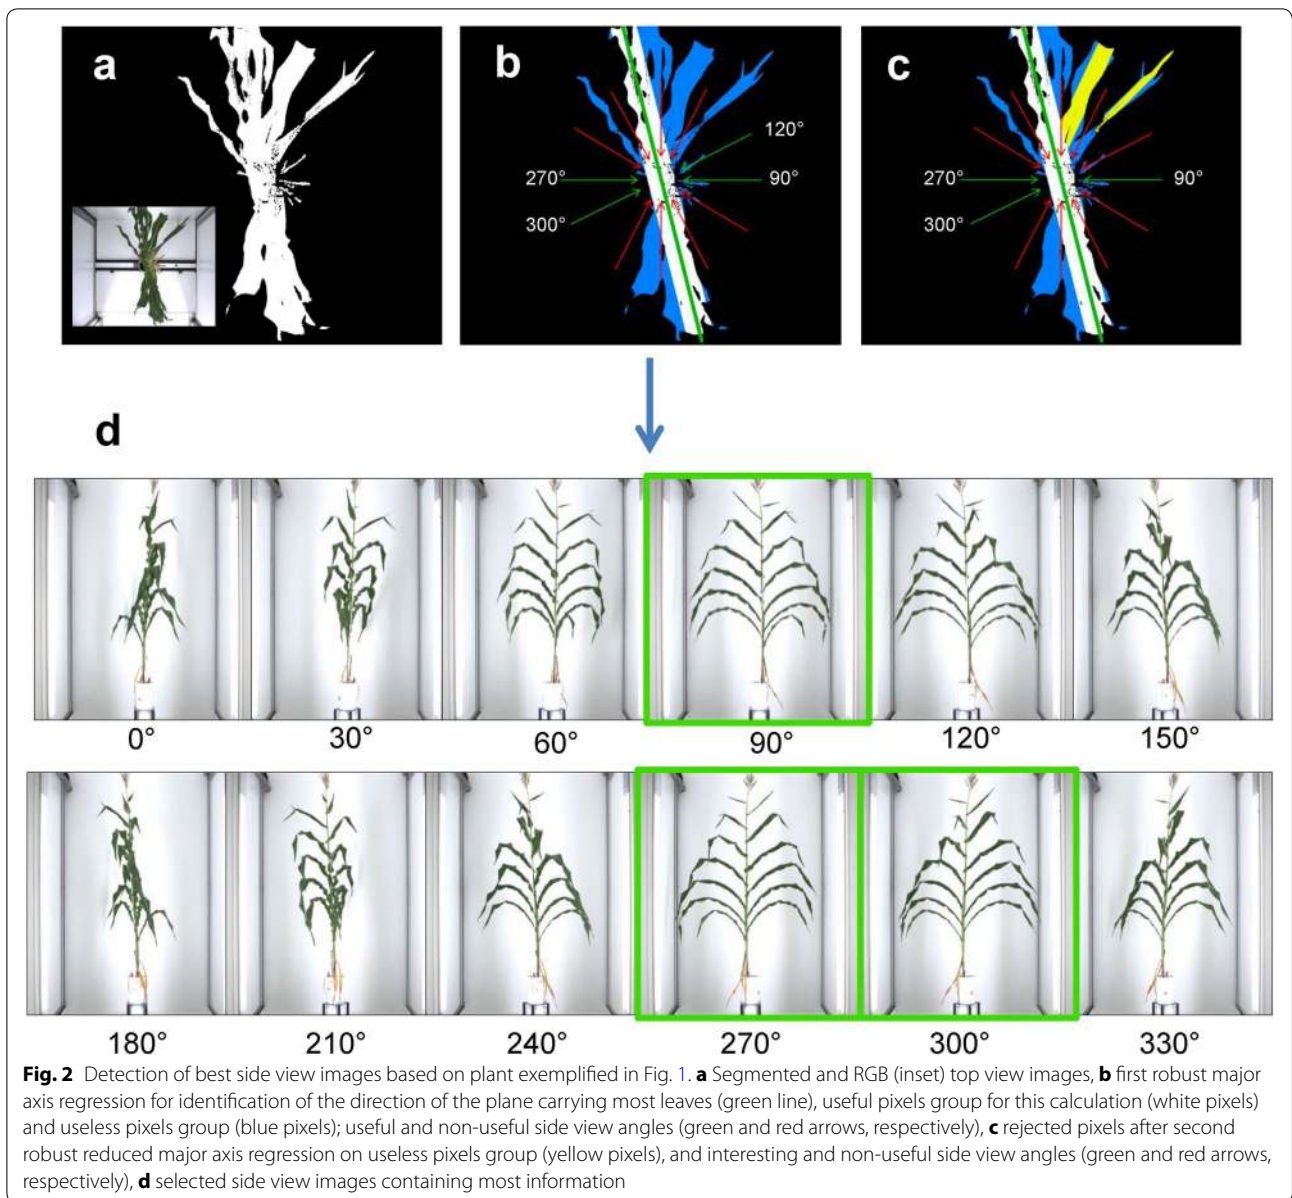 a
b
c
120°
270°
90°
300°
270°
90°
300°
d
0° 30° 60° 90° 120° 150°
180° 210° 240° 270° 300° 330°
Fig. 2 Detection of best side view images based on plant exemplified in Fig. 1. a Segmented and RGB (inset) top view images, b first robust major
axis regression for identification of the direction of the plane carrying most leaves (green line), useful pixels group for this calculation (white pixels)
and useless pixels group (blue pixels); useful and non-useful side view angles (green and red arrows, respectively), c rejected pixels after second
robust reduced major axis regression on useless pixels group (yellow pixels), and interesting and non-useful side view angles (green and red arrows,
respectively), d selected side view images containing most information